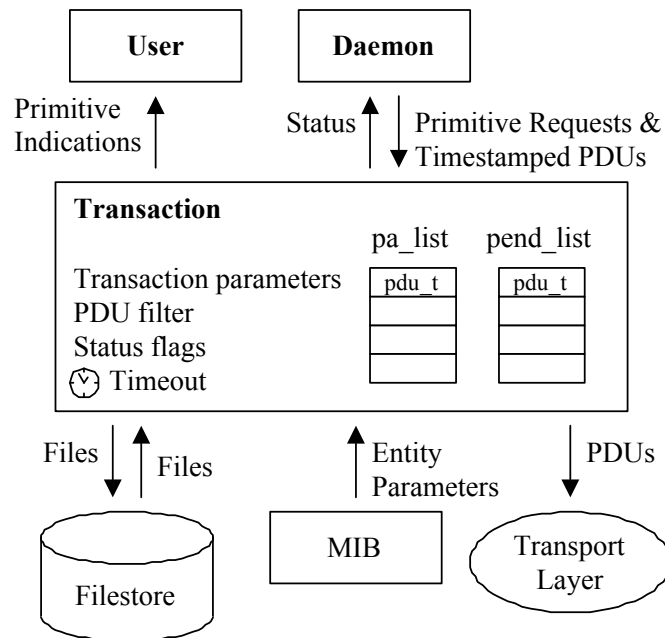 User
Daemon
Primitive
Indications
Status
Primitive Requests &
Timestamped PDUs
Transaction
pa_list
pend_list
Transaction parameters
pdu_t
pdu_t
PDU filter
Status flags
Timeout
Files
Files
Entity
Parameters
PDUs
Filestore
MIB
Transport
Layer